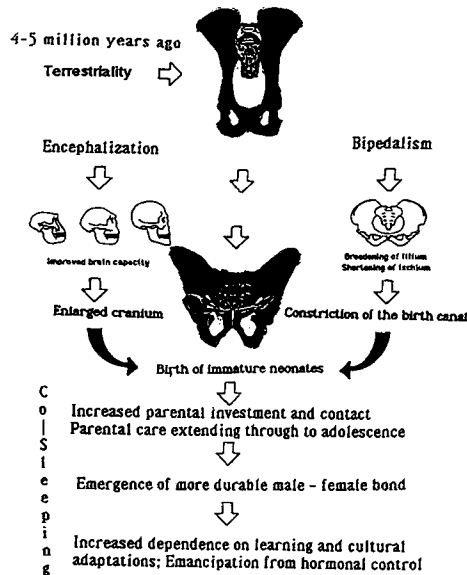 4-5 million years ago
Terrestriality
Encephalization
Bipedalism
Improved brain capacity
Broedening of Illium
Shortening of Ischium
Enlarged cranium
Constriction of the birth canal
Birth of immature neonates
Co|Sleeping
Increased parental investment and contact
Parental care extending through to adolescence
Emergence of more durable male - female bond
Increased dependence on learning and cultural
adaptations; Emancipation from hormonal control